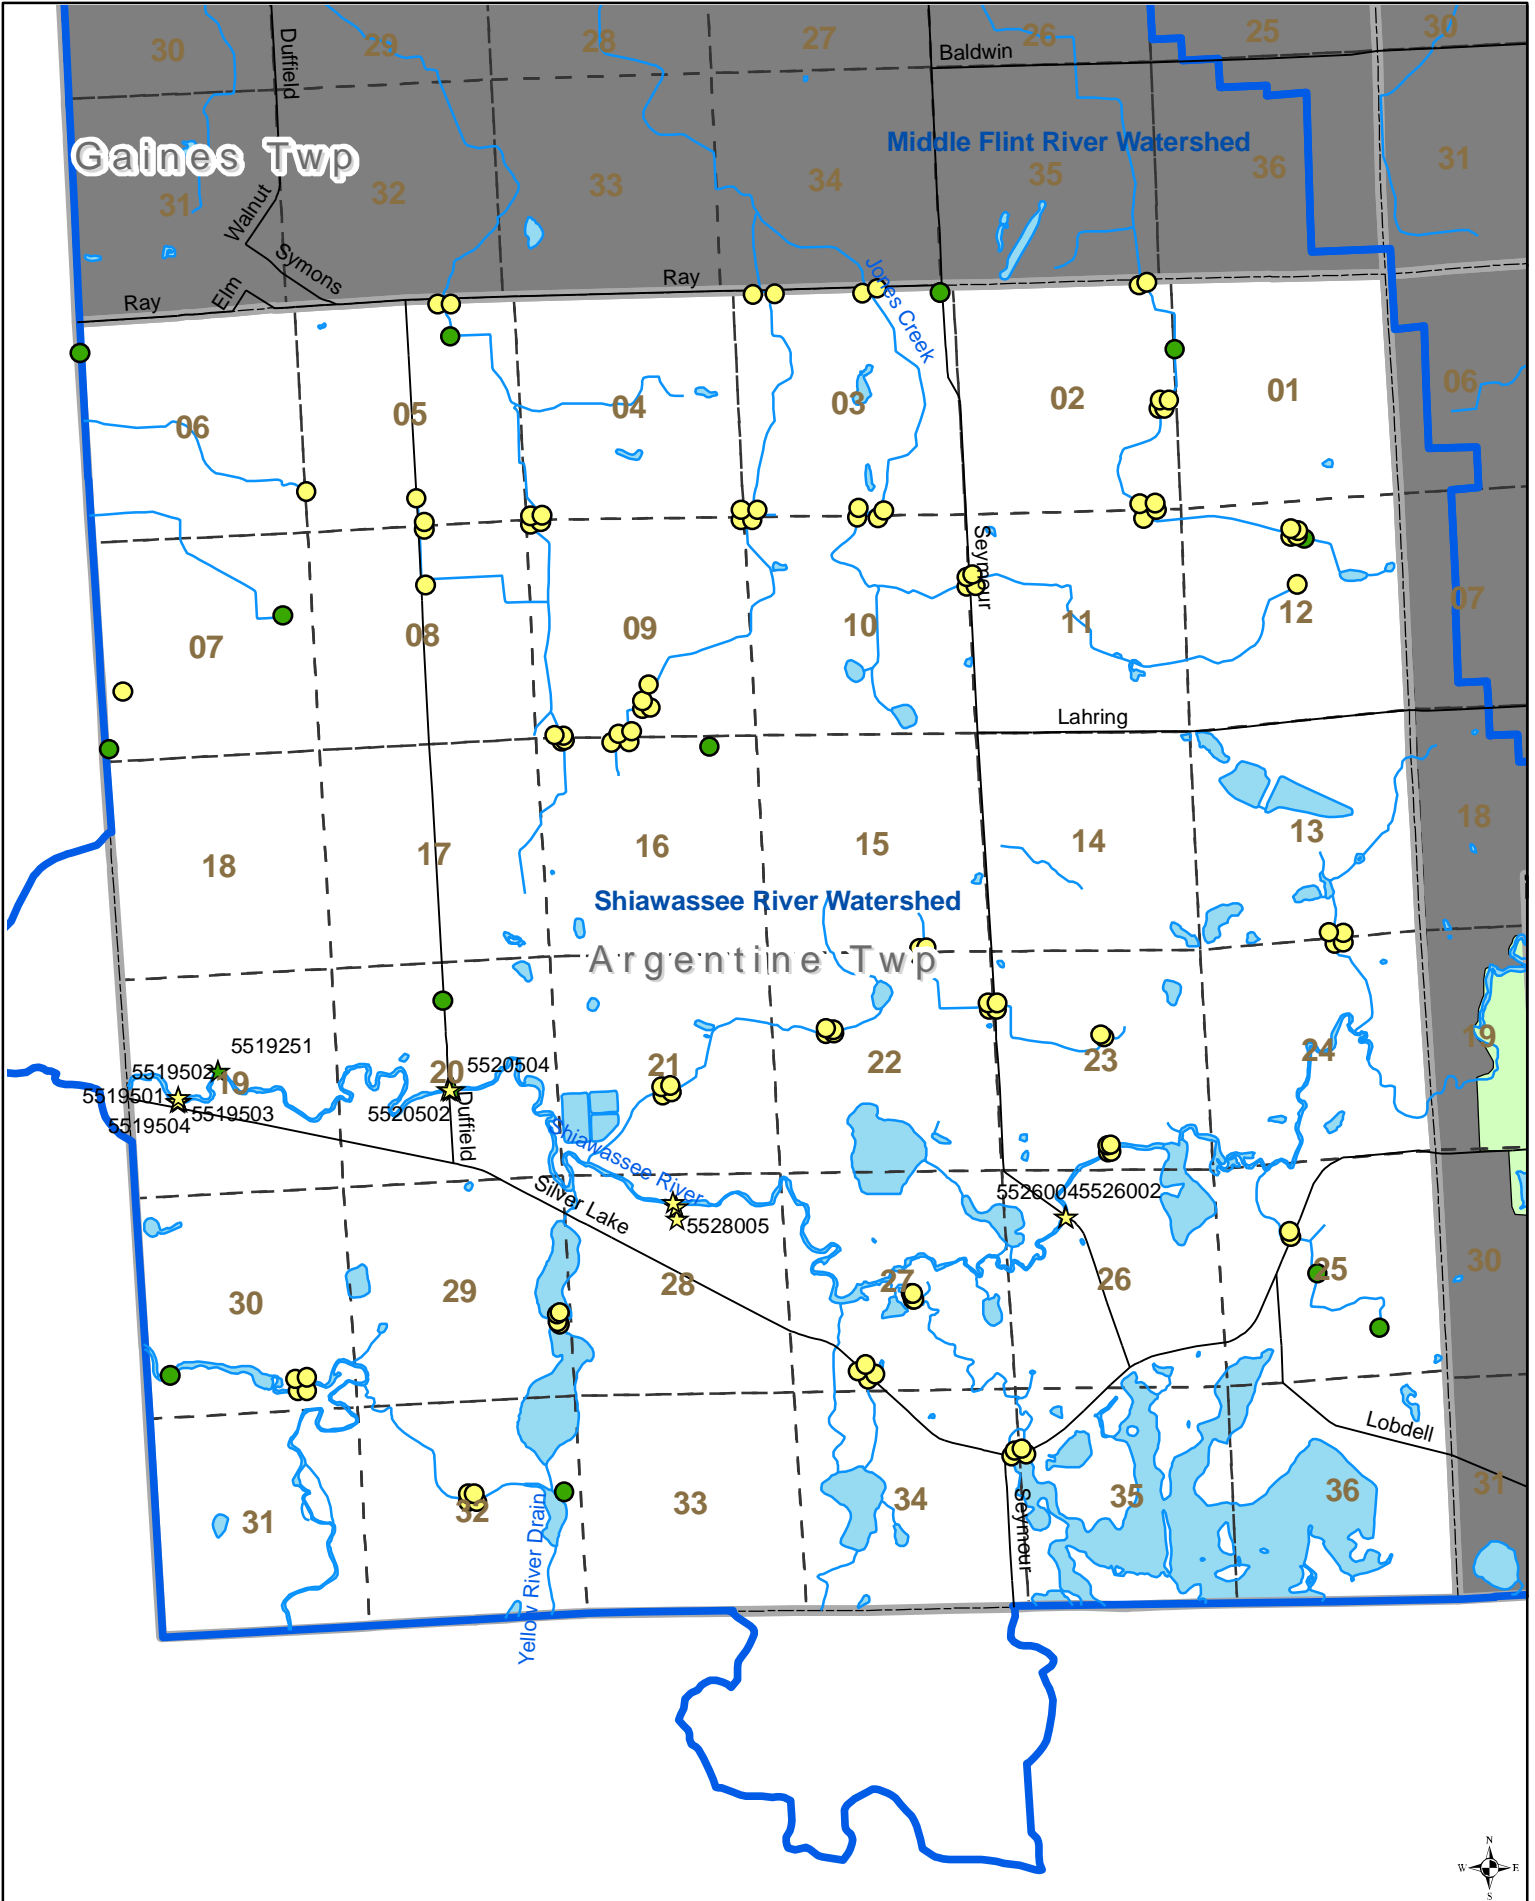 30
29
28
27
26
25
30
Duffield
Baldwin
Gaines Twp
Middle Flint River Watershed
31
32
33
34
35
36
31
Walnut
Symons
Elm
Ray
Ray
Jones Creek
06
05
04
03
02
01
06
Seymour
07
08
09
10
11
12
07
Lahring
18
17
16
15
14
13
18
Shiawassee River Watershed
Argentine Twp
19
20
21
22
23
24
19
5519251
5519502
5519501
5519503
5519504
5520504
5520502
Duffield
Shiawassee River
Silver Lake
5528005
5526004
5526002
30
29
28
27
26
25
30
Lobdell
31
32
33
34
35
36
31
Seymour
Yellow River Drain
N
W
E
S